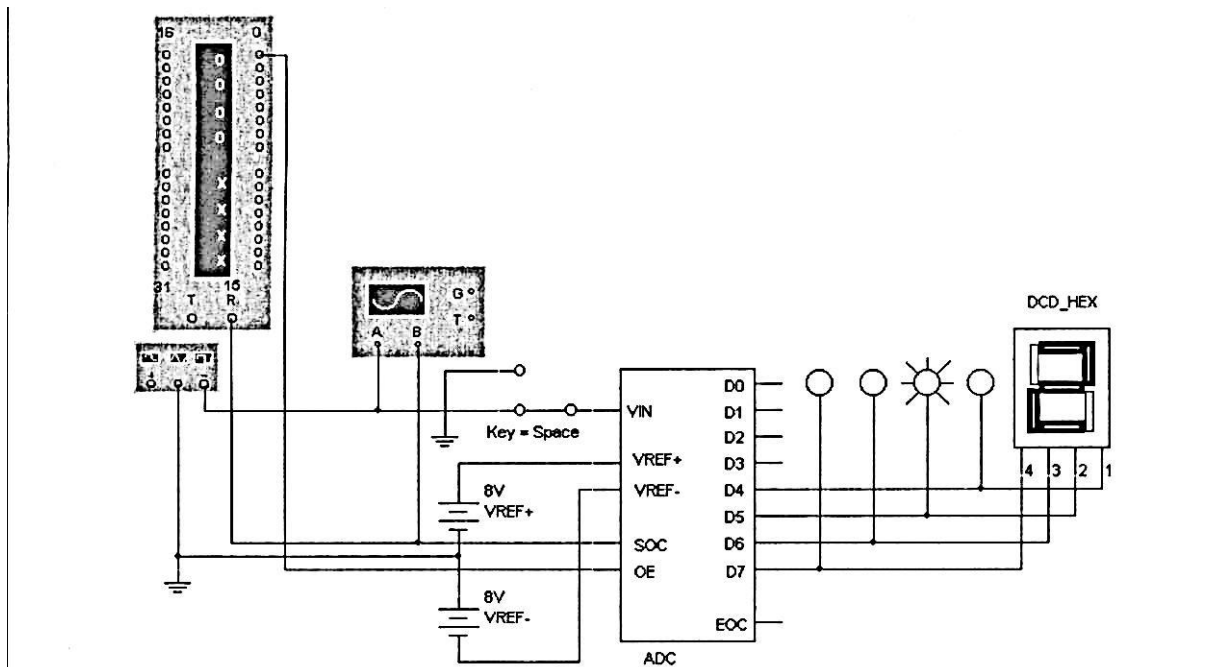 16 0
0
0
0
0
X
X
X
X
31 15
T R
+ -
G
T
A B
DCD_HEX
Key = Space
VIN
VREF+
VREF-
SOC
OE
D0
D1
D2
D3
D4
D5
D6
D7
EOC
ADC
8V
VREF+
8V
VREF-
4 3 2 1